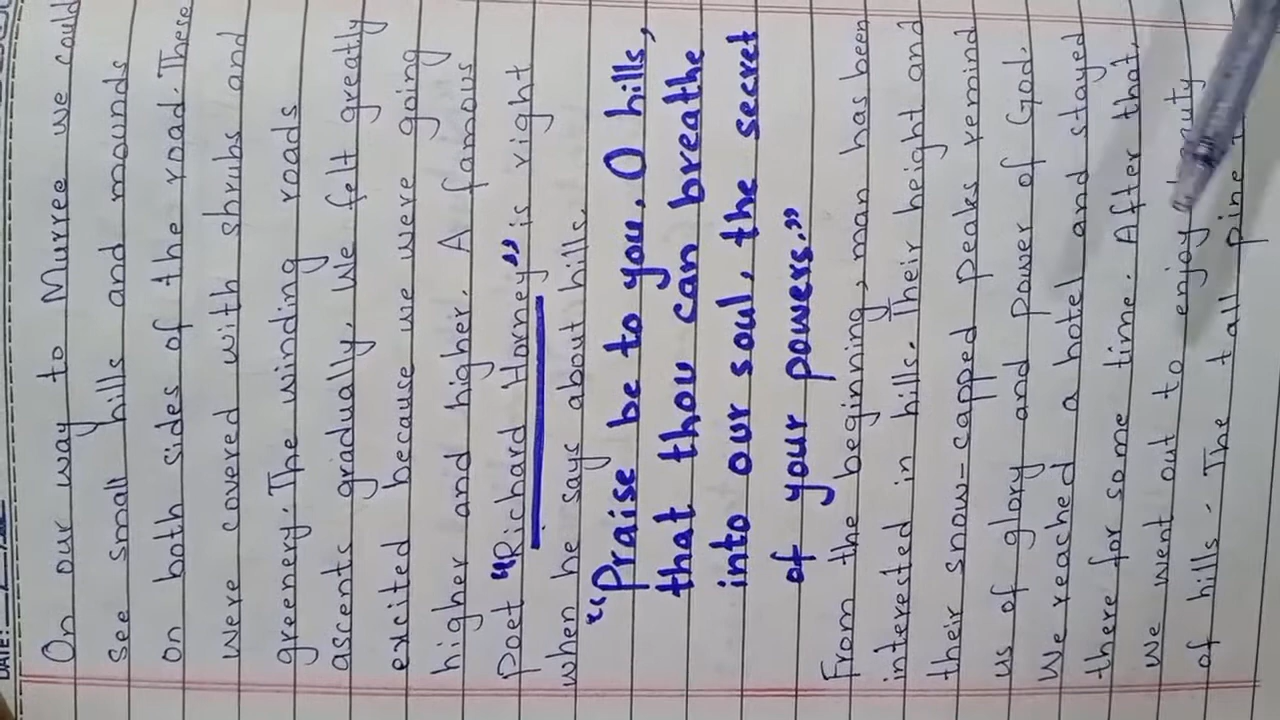 DATE:
On our way to Murree we could
see small hills and mounds
on both sides of the road. These
were covered with shrubs and
greenery. The winding roads
ascents gradually. We felt greatly
excited because we were going
higher and higher. A famous
poet "Richard Horney" is right
when he says about hills.
"Praise be to you, O hills,
that thou can breathe
into our soul, the secret
of your powers."
From the beginning, man has been
interested in hills. Their height and
their snow-capped peaks remind
us of glory and power of God.
We reached a hotel and stayed
there for some time. After that,
we went out to enjoy
of hills. The tall pine